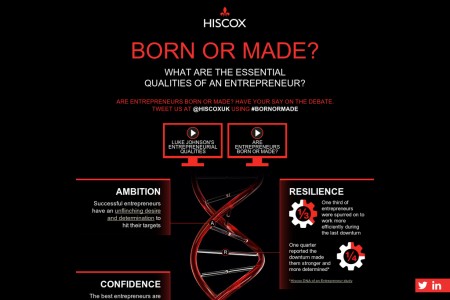 HISCOX
BORN OR MADE?
WHAT ARE THE ESSENTIAL
QUALITIES OF AN ENTREPRENEUR?
ARE ENTREPRENEURS BORN OR MADE? HAVE YOUR SAY ON THE DEBATE.
TWEET US AT @HISCOXUK USING #BORNORMADE
LUKE JOHNSON'S
ENTREPRENEURIAL
QUALITIES
ARE
ENTREPRENEURS
BORN OR MADE?
AMBITION
Successful entrepreneurs
have an unflinching desire
and determination to
hit their targets
A
R
RESILIENCE
1/3
One third of
entrepreneurs
were spurred on to
work more
efficiently during
the last downturn
One quarter
reported the
downturn made
them stronger and
more determined*
1/4
*Hiscox DNA of an Entrepreneur study
CONFIDENCE
The best entrepreneurs are